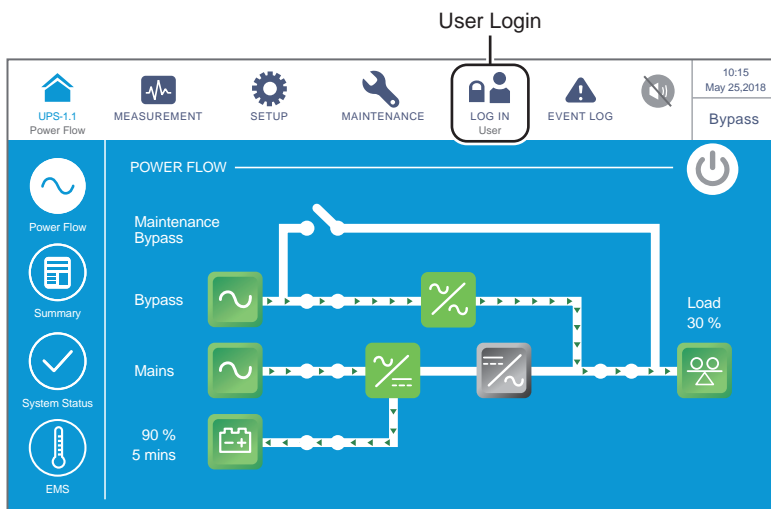 User Login
UPS-1.1
Power Flow
MEASUREMENT
SETUP
MAINTENANCE
LOG IN
User
EVENT LOG
10:15
May 25,2018
Bypass
POWER FLOW
Power Flow
Summary
System Status
EMS
Maintenance
Bypass
Bypass
Mains
90 %
5 mins
Load
30 %